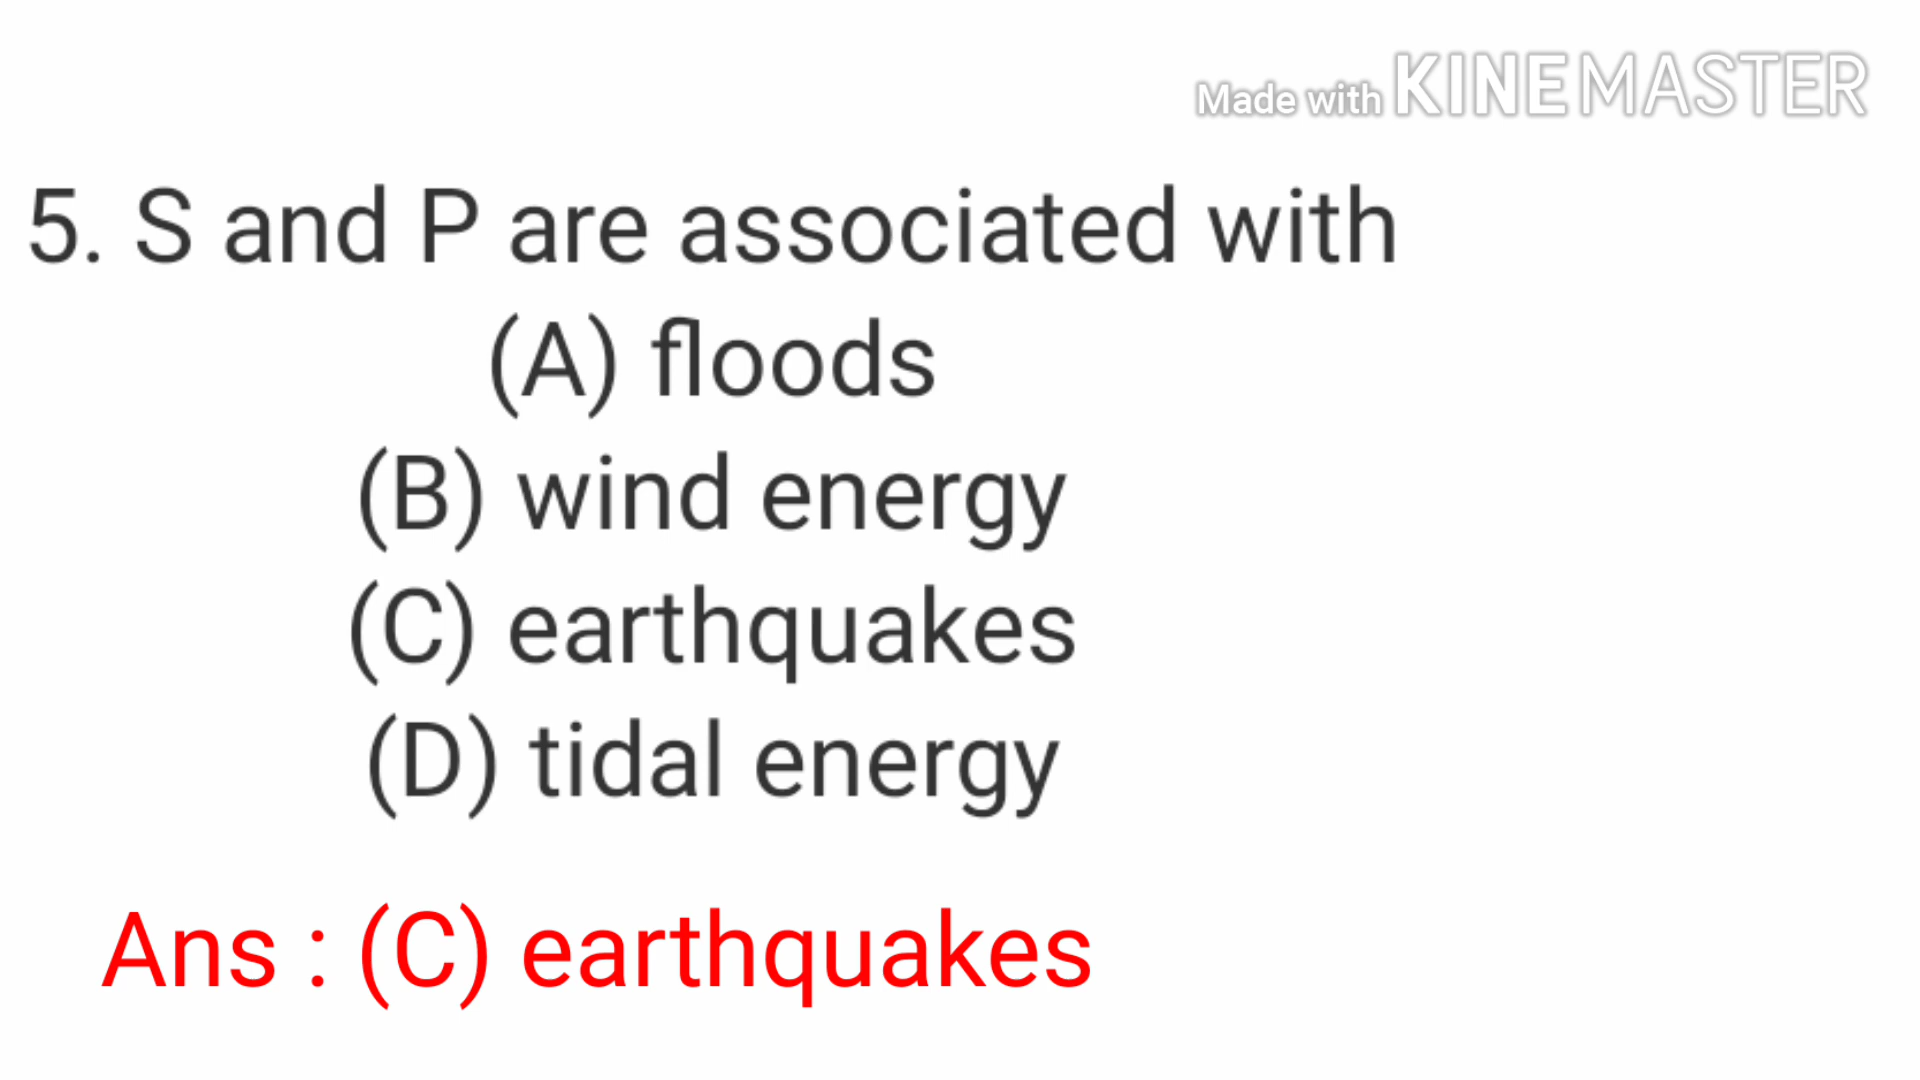 Made with KINEMASTER
5. S and P are associated with
(A) floods
(B) wind energy
(C) earthquakes
(D) tidal energy
Ans : (C) earthquakes